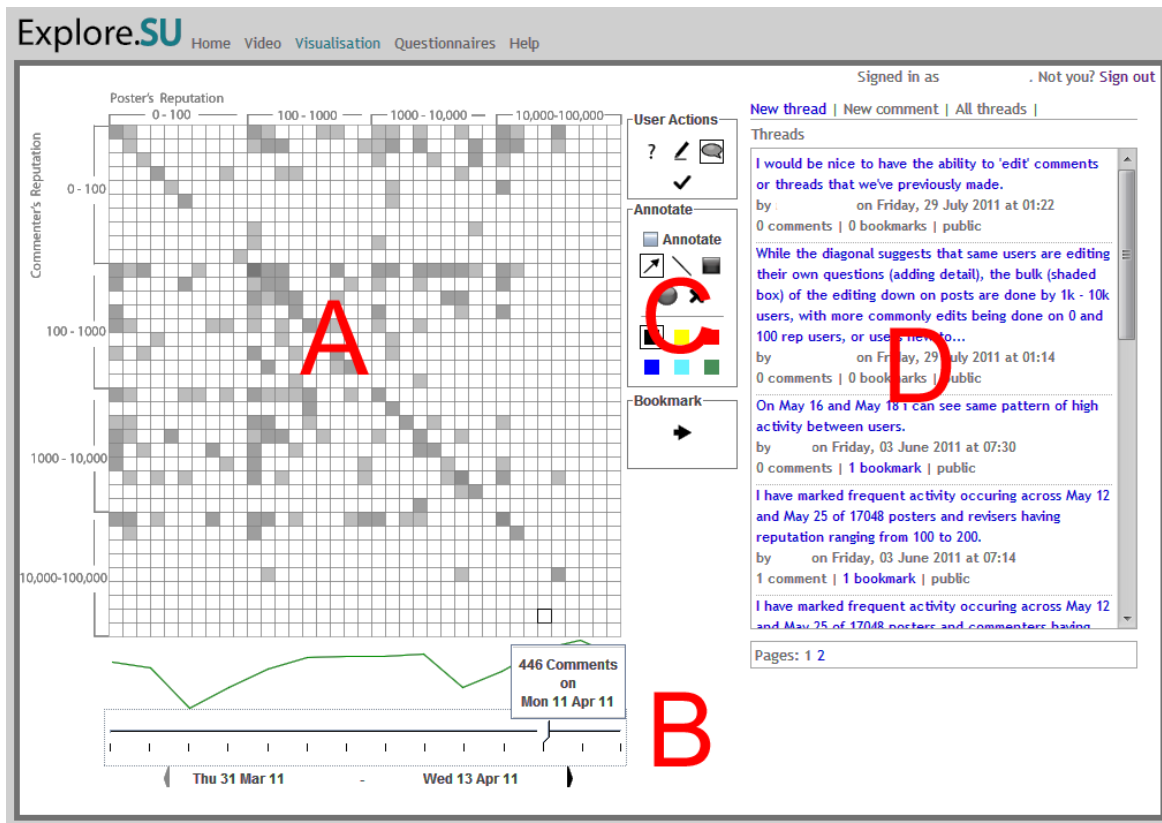 Explore.SU Home Video Visualisation Questionnaires Help
Signed in as . Not you? Sign out
Poster's Reputation
0 - 100 100 - 1000 1000 - 10,000 10,000-100,000
Commenter's Reputation
0 - 100
100 - 1000
1000 - 10,000
10,000-100,000
A
446 Comments
on
Mon 11 Apr 11
B
Thu 31 Mar 11 - Wed 13 Apr 11
User Actions
?
Annotate
Annotate
C
Bookmark
New thread | New comment | All threads |
Threads
I would be nice to have the ability to 'edit' comments
or threads that we've previously made.
by on Friday, 29 July 2011 at 01:22
0 comments | 0 bookmarks | public
While the diagonal suggests that same users are editing
their own questions (adding detail), the bulk (shaded
box) of the editing down on posts are done by 1k - 10k
users, with more commonly edits being done on 0 and
100 rep users, or users new to...
by on Friday, 29 July 2011 at 01:14
0 comments | 0 bookmarks | public
D
On May 16 and May 18 i can see same pattern of high
activity between users.
by on Friday, 03 June 2011 at 07:30
0 comments | 1 bookmark | public
I have marked frequent activity occuring across May 12
and May 25 of 17048 posters and revisers having
reputation ranging from 100 to 200.
by on Friday, 03 June 2011 at 07:14
1 comment | 1 bookmark | public
I have marked frequent activity occuring across May 12
and May 25 of 17048 posters and commenters having
Pages: 1 2